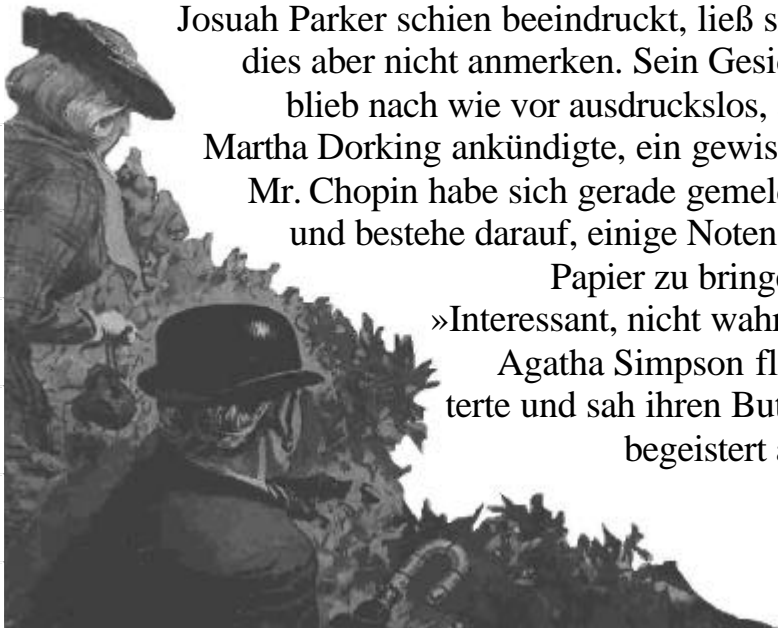 Josuah Parker schien beeindruckt, ließ s
dies aber nicht anmerken. Sein Gesic
blieb nach wie vor ausdruckslos,
Martha Dorking ankündigte, ein gewis
Mr. Chopin habe sich gerade gemeld
und bestehe darauf, einige Noten
Papier zu bringe
»Interessant, nicht wahr
Agatha Simpson fl
terte und sah ihren But
begeistert a